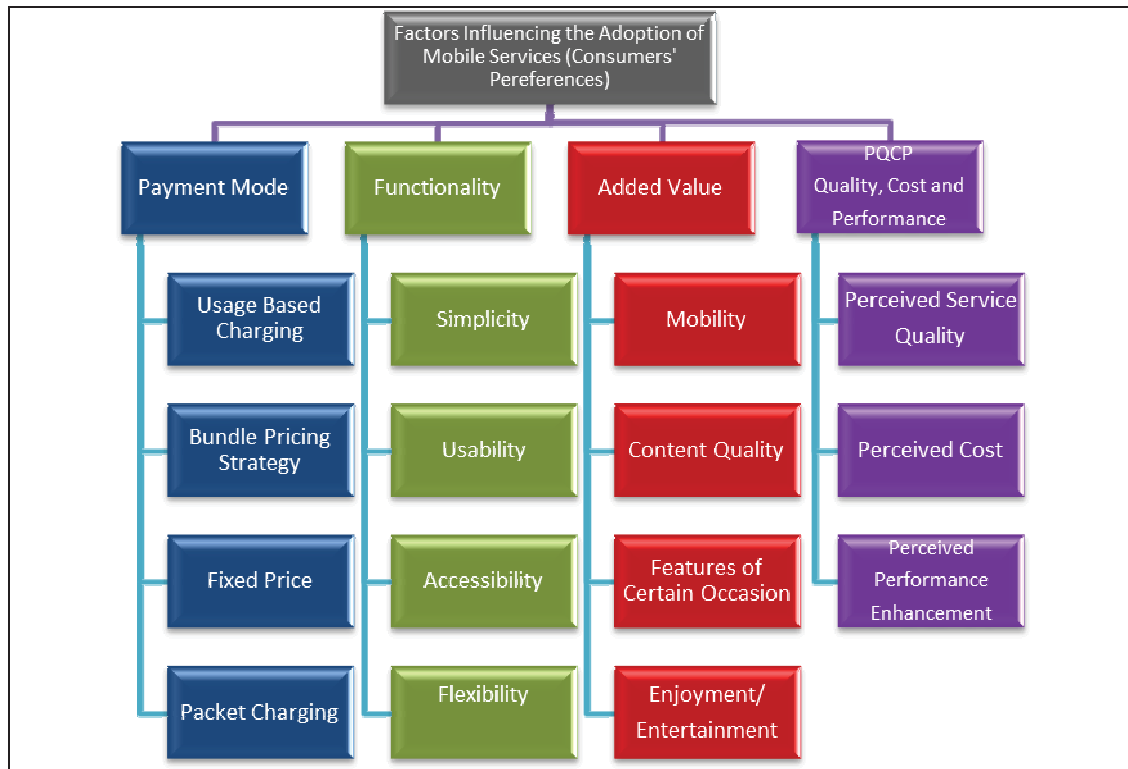 Factors Influencing the Adoption of
Mobile Services (Consumers'
Pereferences)
Payment Mode
Usage Based
Charging
Bundle Pricing
Strategy
Fixed Price
Packet Charging
Functionality
Simplicity
Usability
Accessibility
Flexibility
Added Value
Mobility
Content Quality
Features of
Certain Occasion
Enjoyment/
Entertainment
PQCP
Quality, Cost and
Performance
Perceived Service
Quality
Perceived Cost
Perceived
Performance
Enhancement